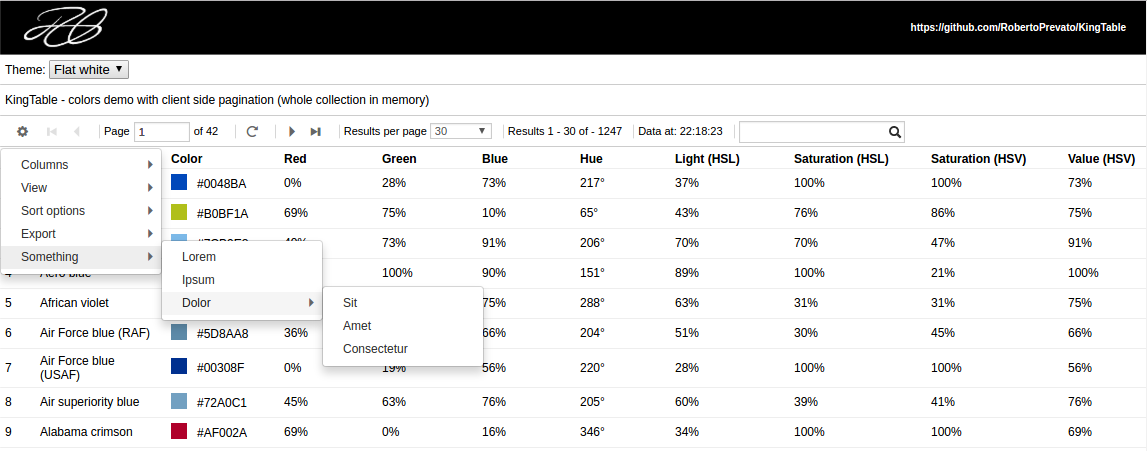 https://github.com/RobertoPrevato/KingTable
Theme: Flat white
KingTable - colors demo with client side pagination (whole collection in memory)
Page 1 of 42 Results per page 30 Results 1 - 30 of - 1247 Data at: 22:18:23
Color Red Green Blue Hue Light (HSL) Saturation (HSL) Saturation (HSV) Value (HSV)
Columns
View
Sort options
Export
Something
Lorem
Ipsum
Dolor
Sit
Amet
Consectetur
#0048BA 0% 28% 73% 217° 37% 100% 100% 73%
#B0BF1A 69% 75% 10% 65° 43% 76% 86% 75%
73% 91% 206° 70% 70% 47% 91%
100% 90% 151° 89% 100% 21% 100%
5 African violet 75% 288° 63% 31% 31% 75%
6 Air Force blue (RAF) #5D8AA8 36% 66% 204° 51% 30% 45% 66%
7 Air Force blue (USAF) #00308F 0% 19% 56% 220° 28% 100% 100% 56%
8 Air superiority blue #72A0C1 45% 63% 76% 205° 60% 39% 41% 76%
9 Alabama crimson #AF002A 69% 0% 16% 346° 34% 100% 100% 69%